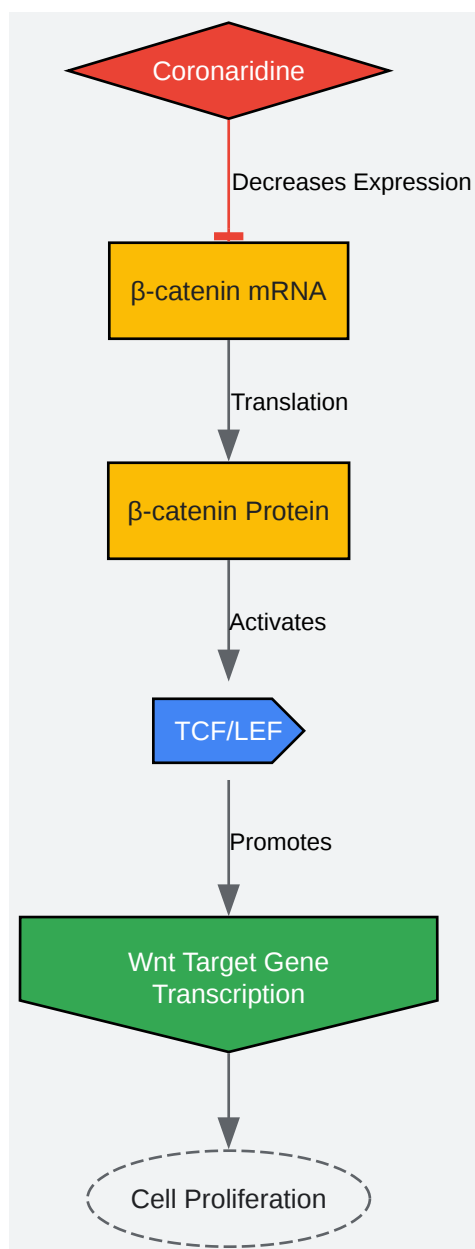 Coronaridine
Decreases Expression
β-catenin mRNA
Translation
β-catenin Protein
Activates
TCF/LEF
Promotes
Wnt Target Gene
Transcription
Cell Proliferation